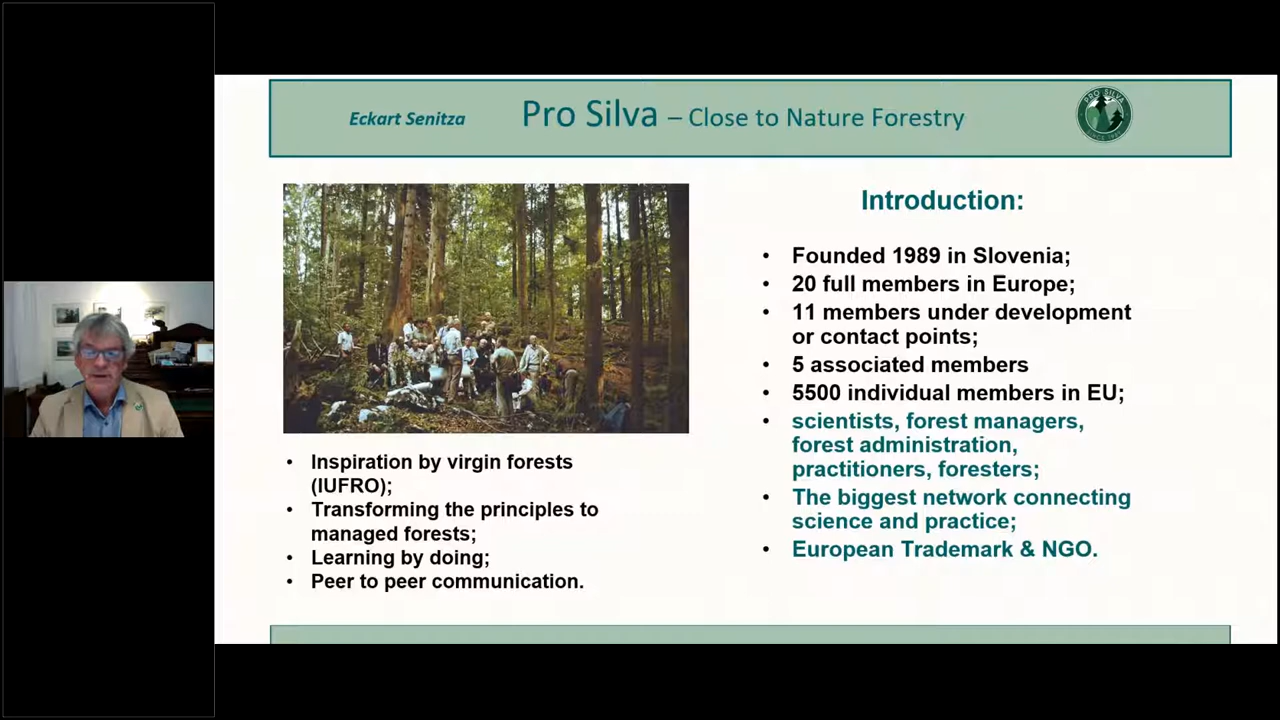 Eckart Senitza
Pro Silva – Close to Nature Forestry
PRO SILVA
Introduction:
• Founded 1989 in Slovenia;
• 20 full members in Europe;
• 11 members under development
or contact points;
• 5 associated members
• 5500 individual members in EU;
• scientists, forest managers,
forest administration,
practitioners, foresters;
• The biggest network connecting
science and practice;
• European Trademark & NGO.
• Inspiration by virgin forests
(IUFRO);
• Transforming the principles to
managed forests;
• Learning by doing;
• Peer to peer communication.